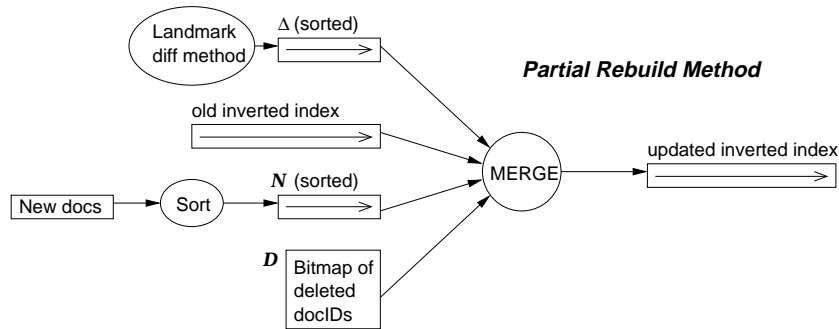 Landmark
diff method
Δ (sorted)
Partial Rebuild Method
old inverted index
updated inverted index
MERGE
N (sorted)
New docs
Sort
D
Bitmap of
deleted
docIDs